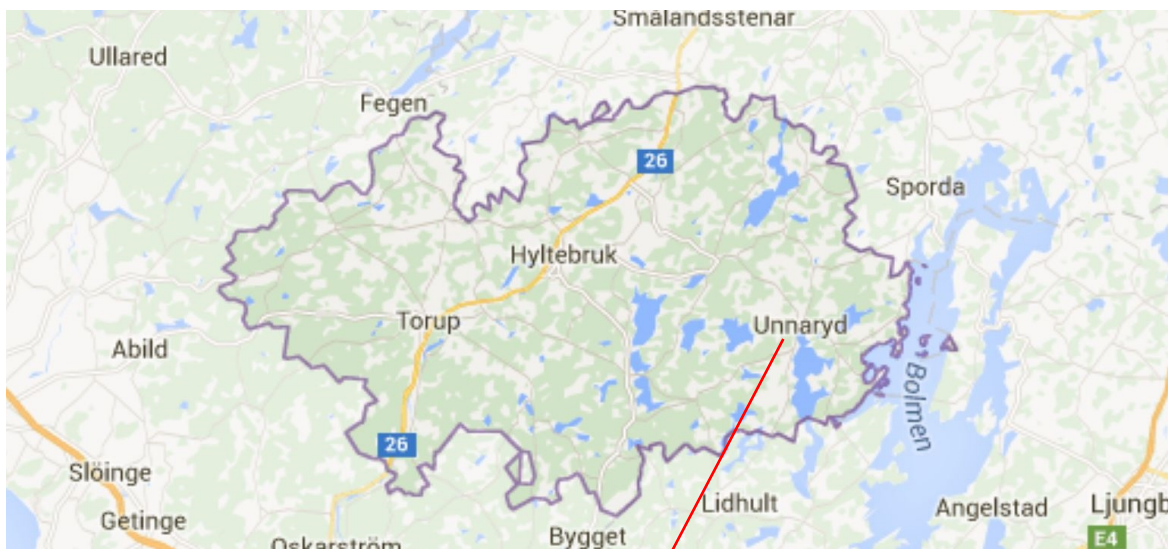 Smålandsstenar
Ullared
Fegen
26
Sporda
Hyltebruk
Torup
Unnaryd
Abild
Bolmen
26
Slöinge
Lidhult
Angelstad
Ljungb
Getinge
Bygget
Oskarström
E4